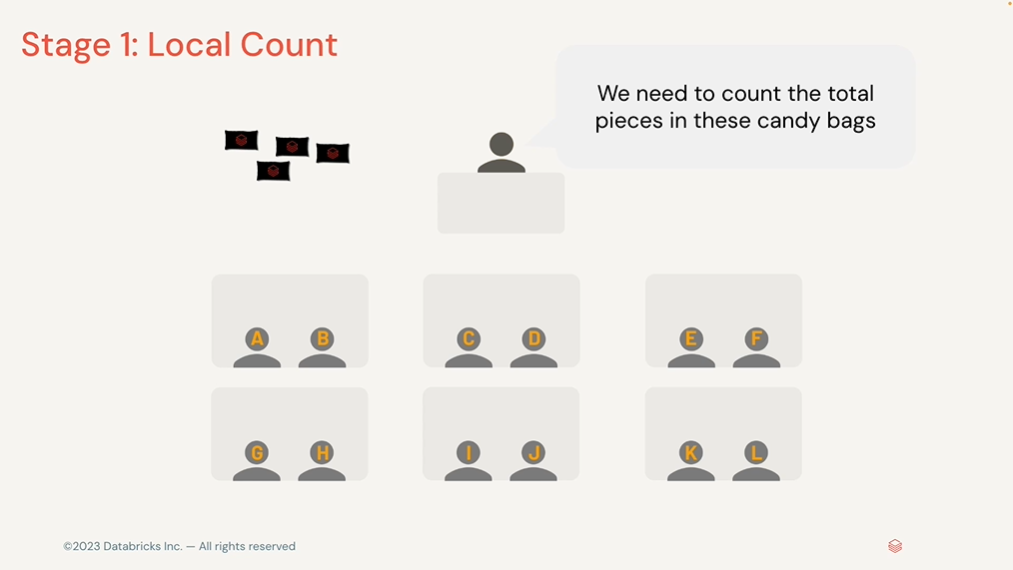 Stage 1: Local Count
We need to count the total
pieces in these candy bags
A B C D E F
G H I J K L
©2023 Databricks Inc. — All rights reserved